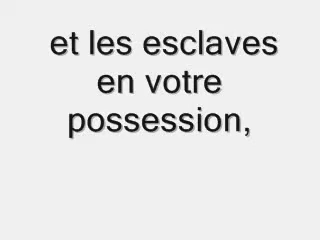 et les esclaves
en votre
possession,